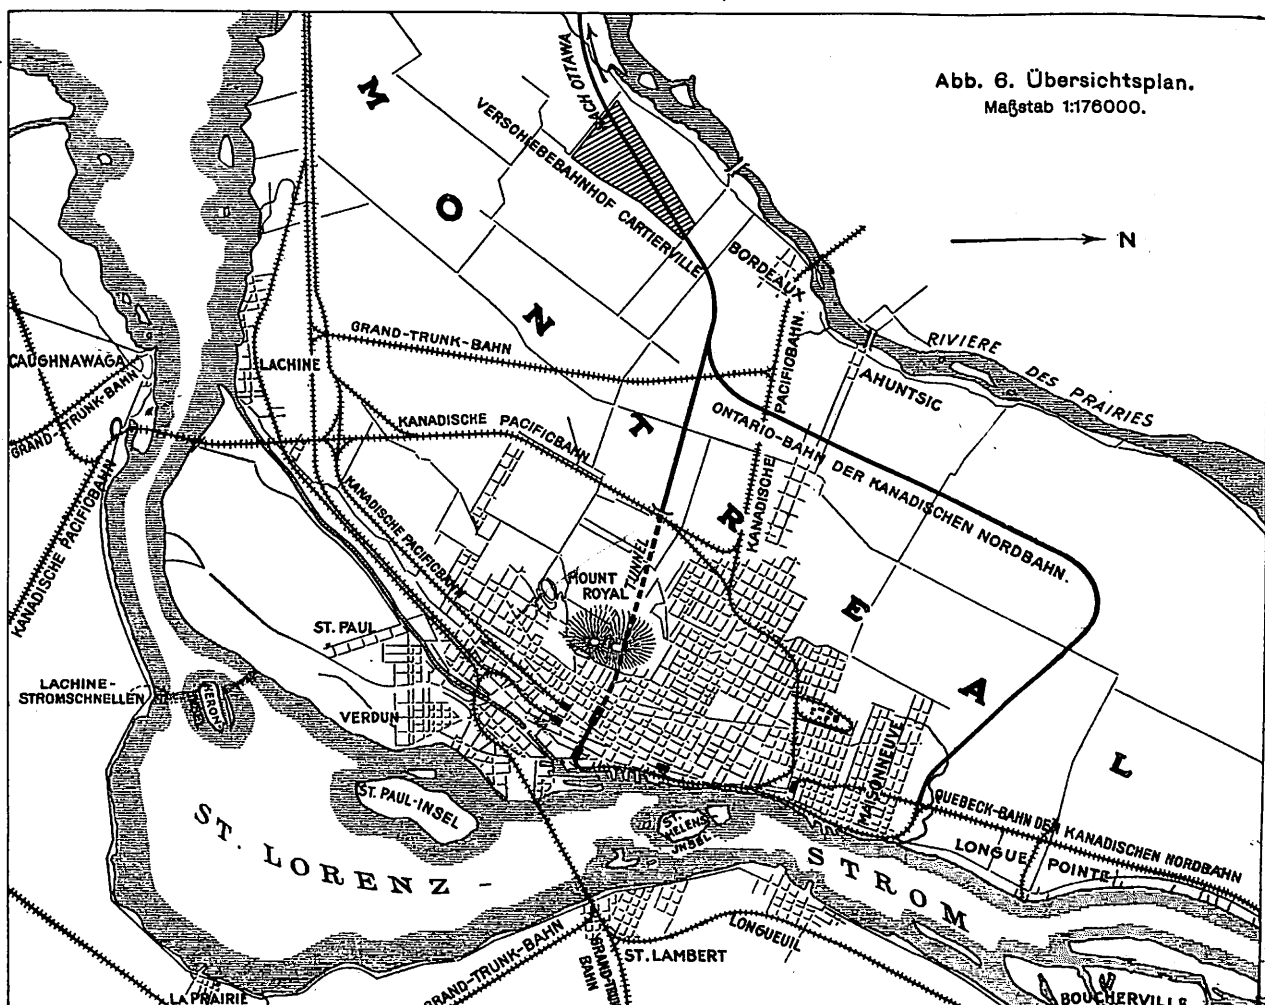 Abb. 6. Übersichtsplan.
Maßstab 1:176000.
N
NACH OTTAWA
VERSCHIEBEBAHNHOF CARTIERVILLE
BORDEAUX
MONTREAL
RIVIERE
DES PRAIRIES
AHUNTSIC
CAUGHNAWAGA
GRAND-TRUNK-BAHN
LACHINE
GRAND-TRUNK-BAHN
KANADISCHE PACIFICBAHN.
KANADISCHE PACIFICBAHN
ONTARIO-BAHN DER KANADISCHEN NORDBAHN.
KANADISCHE PACIFICBAHN
KANADISCHE PACIFICBAHN
MOUNT
ROYAL
TUNNEL
ST. PAUL
LACHINE-
STROMSCHNELLEN
HERON
INSEL
VERDUN
MAISONNEUVE
ST. PAUL-INSEL
ST.
HELENS
JNSEL
QUEBECK-BAHN DER KANADISCHEN NORDBAHN
LONGUE POINTE
ST. LORENZ-STROM
LONGUEUIL
ST. LAMBERT
GRAND-TRUNK-BAHN
GRAND-TRUNK
BAHN
LA PRAIRIE
BOUCHERVILLE